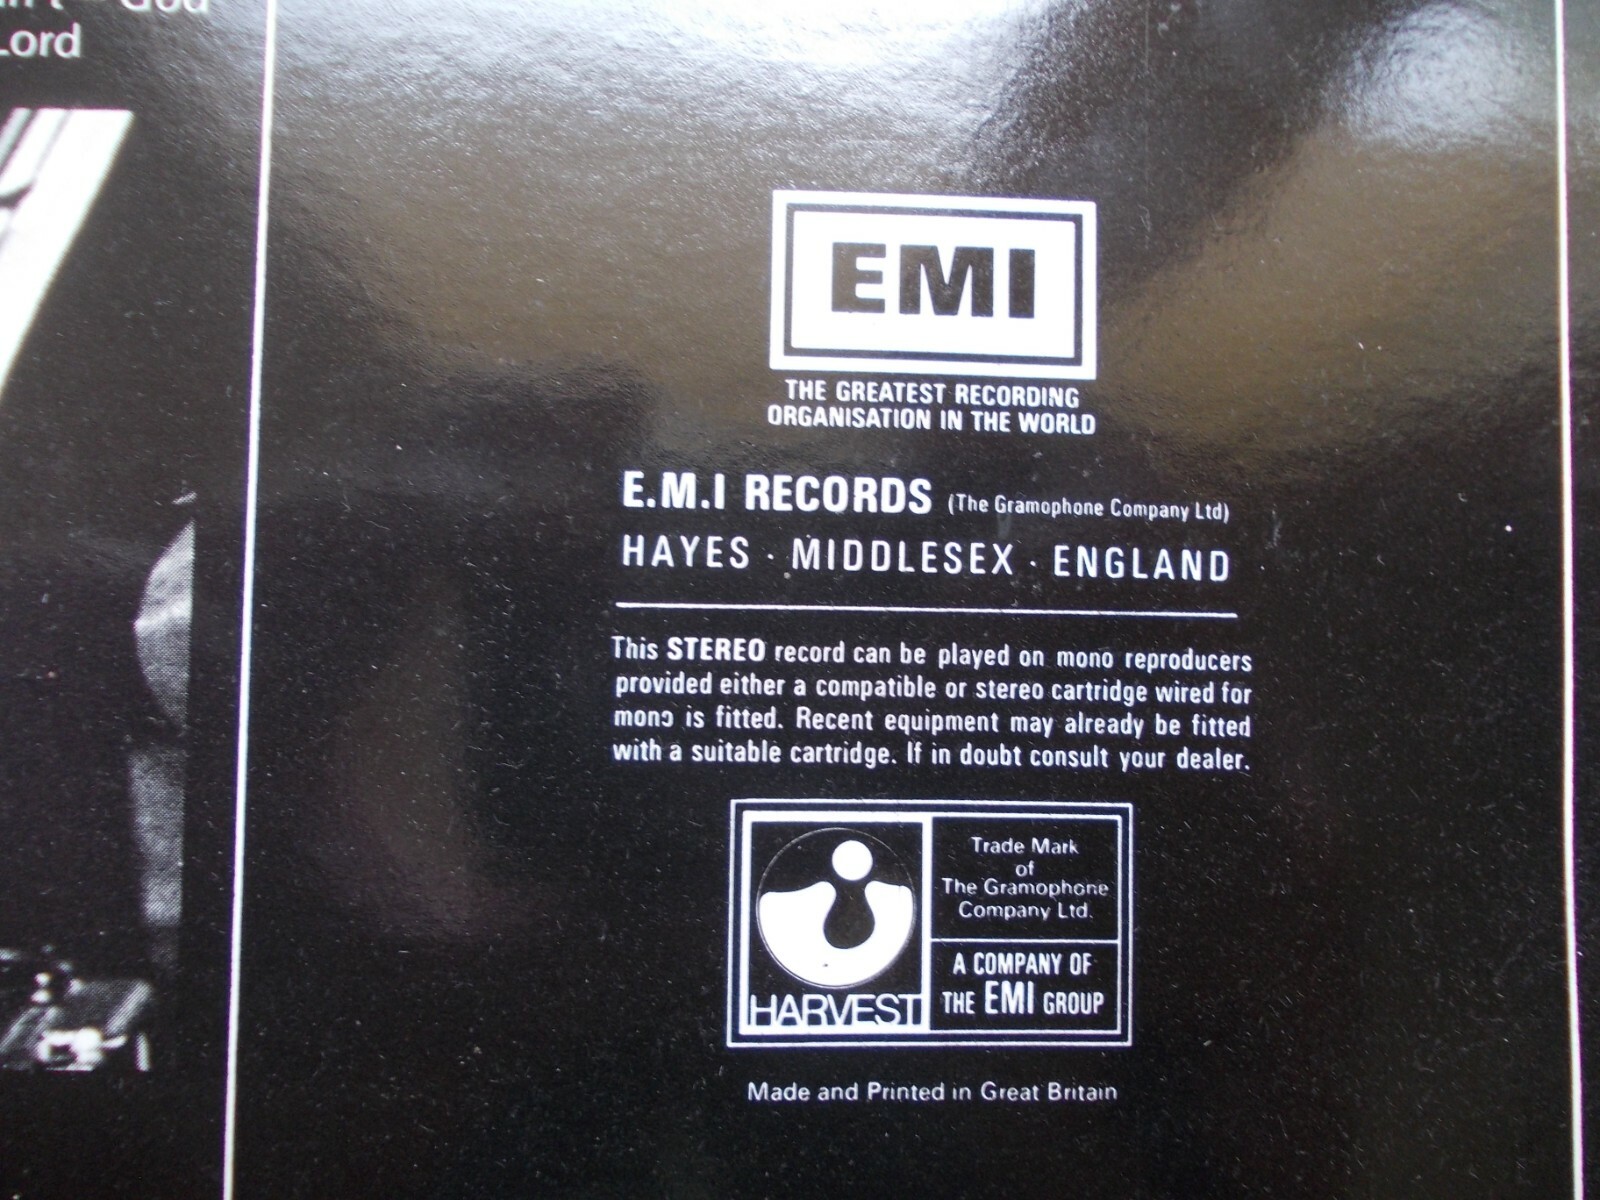 God
Lord
EMI
THE GREATEST RECORDING
ORGANISATION IN THE WORLD
E.M.I RECORDS (The Gramophone Company Ltd)
HAYES · MIDDLESEX · ENGLAND
This STEREO record can be played on mono reproducers
provided either a compatible or stereo cartridge wired for
mono is fitted. Recent equipment may already be fitted
with a suitable cartridge. If in doubt consult your dealer.
HARVEST
Trade Mark
of
The Gramophone
Company Ltd.
A COMPANY OF
THE EMI GROUP
Made and Printed in Great Britain